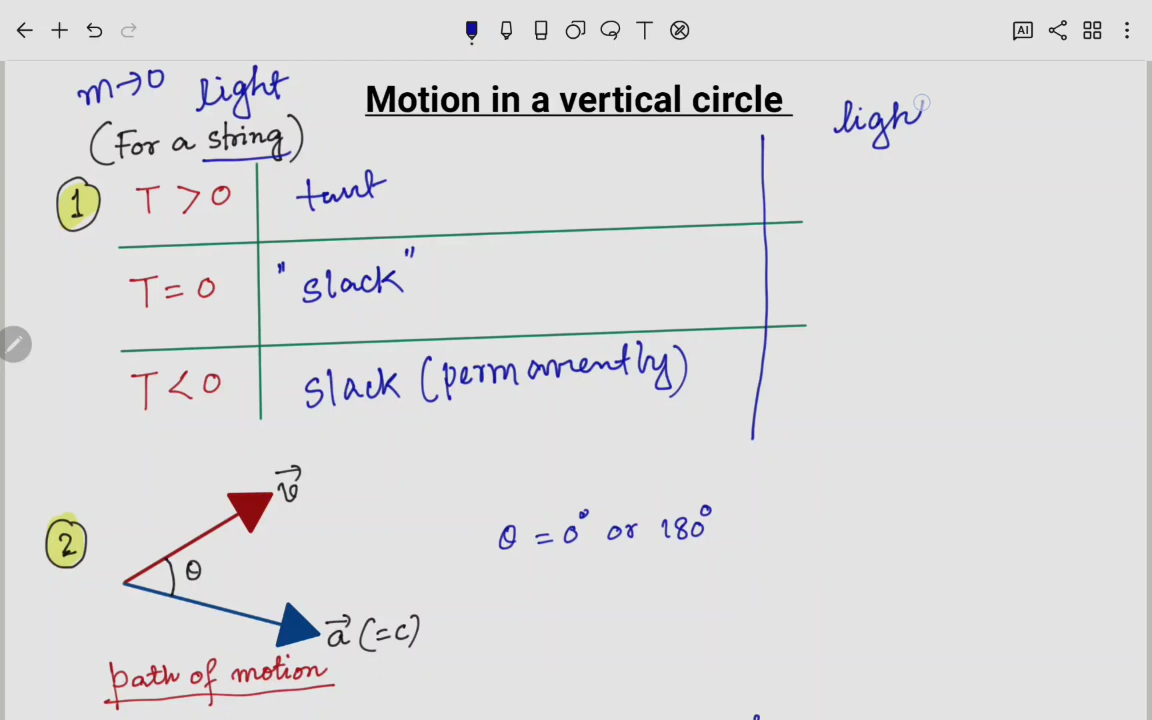 AI
m→0 light
Motion in a vertical circle
ligh
(For a string)
1 T > 0 taut
T = 0 "slack"
T < 0 slack (permanently)
v⃗
2 θ θ = 0° or 180°
a⃗ (=c)
path of motion